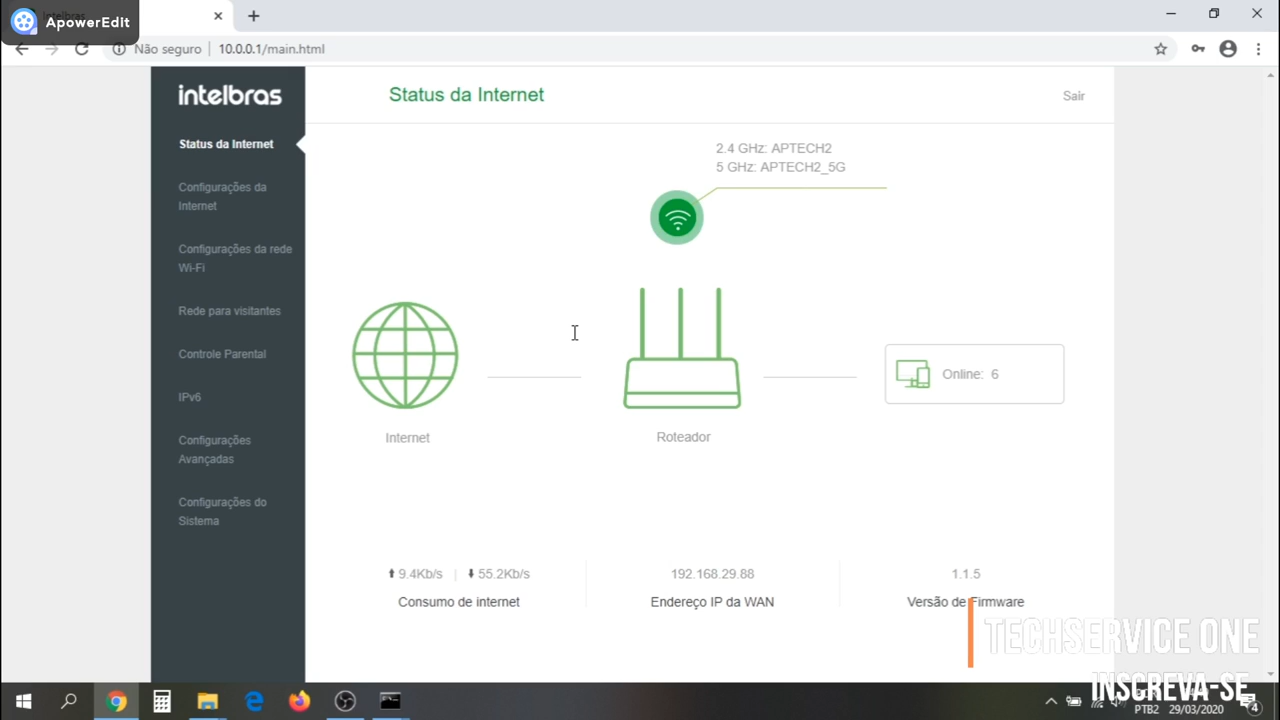 ApowerEdit
Não seguro
10.0.0.1/main.html
intelbras
Status da Internet
Sair
Status da Internet
Configurações da
Internet
Configurações da rede
Wi-Fi
Rede para visitantes
Controle Parental
IPv6
Configurações
Avançadas
Configurações do
Sistema
2.4 GHz: APTECH2
5 GHz: APTECH2_5G
Internet
Roteador
Online: 6
9.4Kb/s | 55.2Kb/s
Consumo de internet
192.168.29.88
Endereço IP da WAN
1.1.5
Versão de Firmware
TECHSERVICE ONE
INSCREVA-SE
PTB2
29/03/2020
4